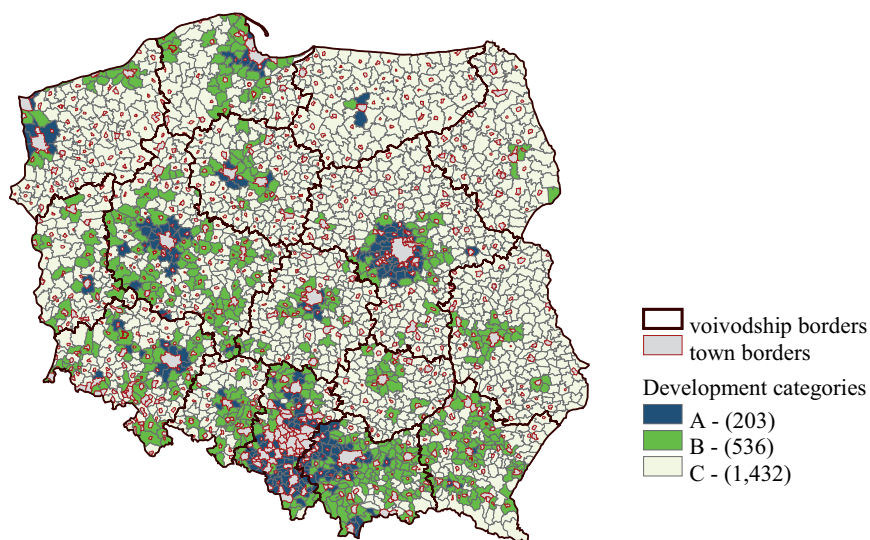 voivodship borders
town borders
Development categories
A - (203)
B - (536)
C - (1,432)